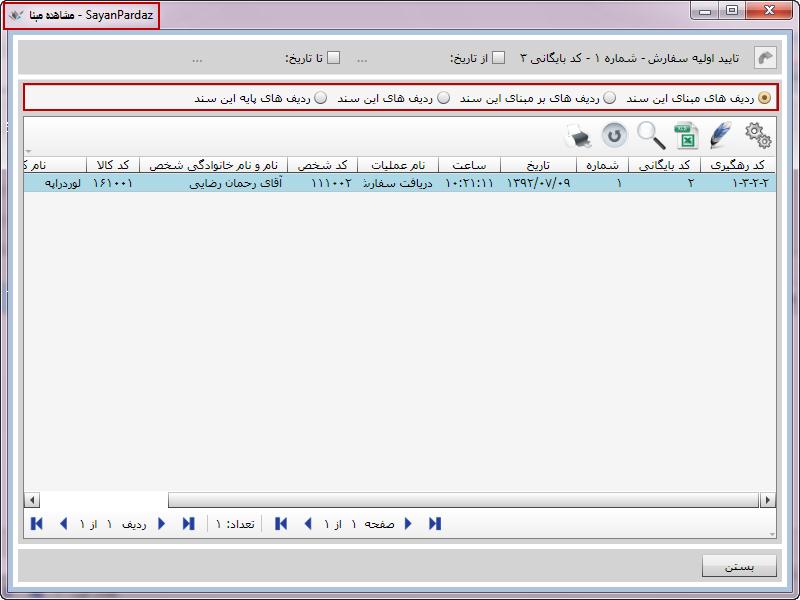 مشاهده مبنا - SayanPardaz
تایید اولیه سفارش - شماره ۱ - کد بایگانی ۳ از تاریخ: ... تا تاریخ: ...
ردیف های مبنای این سند ردیف های بر مبنای این سند ردیف های این سند ردیف های پایه این سند
کد رهگیری کد بایگانی شماره تاریخ ساعت نام عملیات کد شخص نام و نام خانوادگی شخص کد کالا نام ک
۱-۳-۲-۲ ۲ ۱ ۱۳۹۲/۰۷/۰۹ ۱۰:۲۱:۱۱ دریافت سفارش ۱۱۱۰۰۲ آقای رحمان رضایی ۱۶۱۰۰۱ لوردراپه
صفحه ۱ از ۱ تعداد: ۱ ردیف ۱ از ۱
بستن